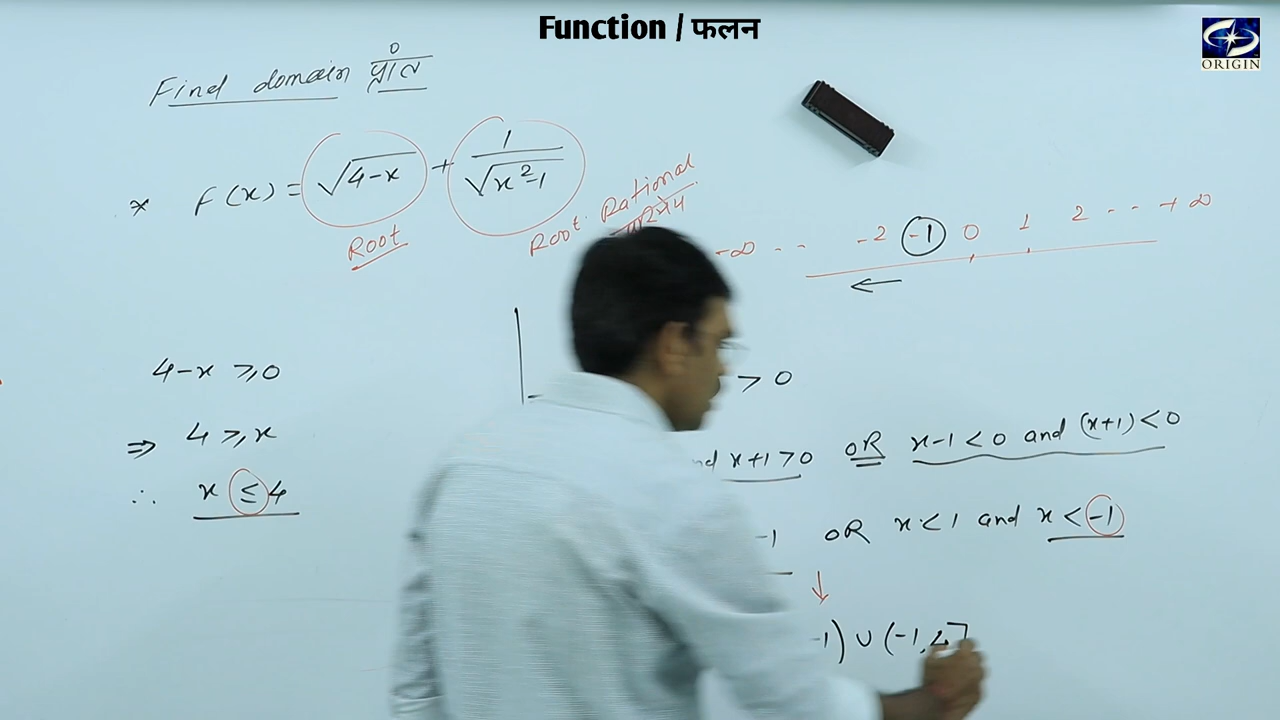 Function / फलन
ORIGIN
Find domain प्रांत
* F(x) = √4-x + 1/√x²-1
Root
Root. Rational
-∞ - - -2 -1 0 1 2 - - +∞
←
4-x ≥ 0
> 0
⇒ 4 ≥ x
x+1 > 0 OR x-1 < 0 and (x+1) < 0
∴ x ≤ 4
-1 OR x < 1 and x < -1
↓
-1) ∪ (-1, 4]